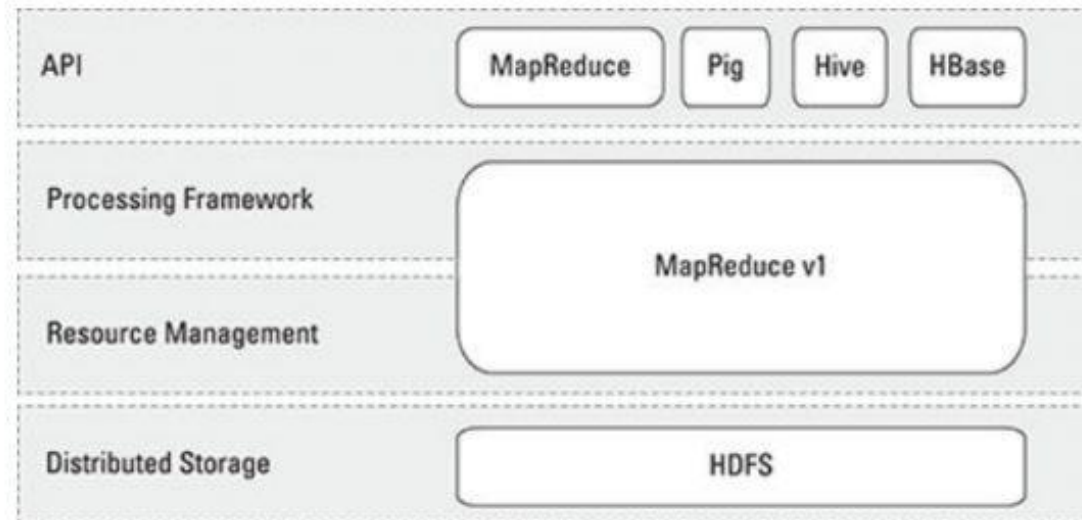 API MapReduce Pig Hive HBase
Processing Framework
MapReduce v1
Resource Management
Distributed Storage HDFS